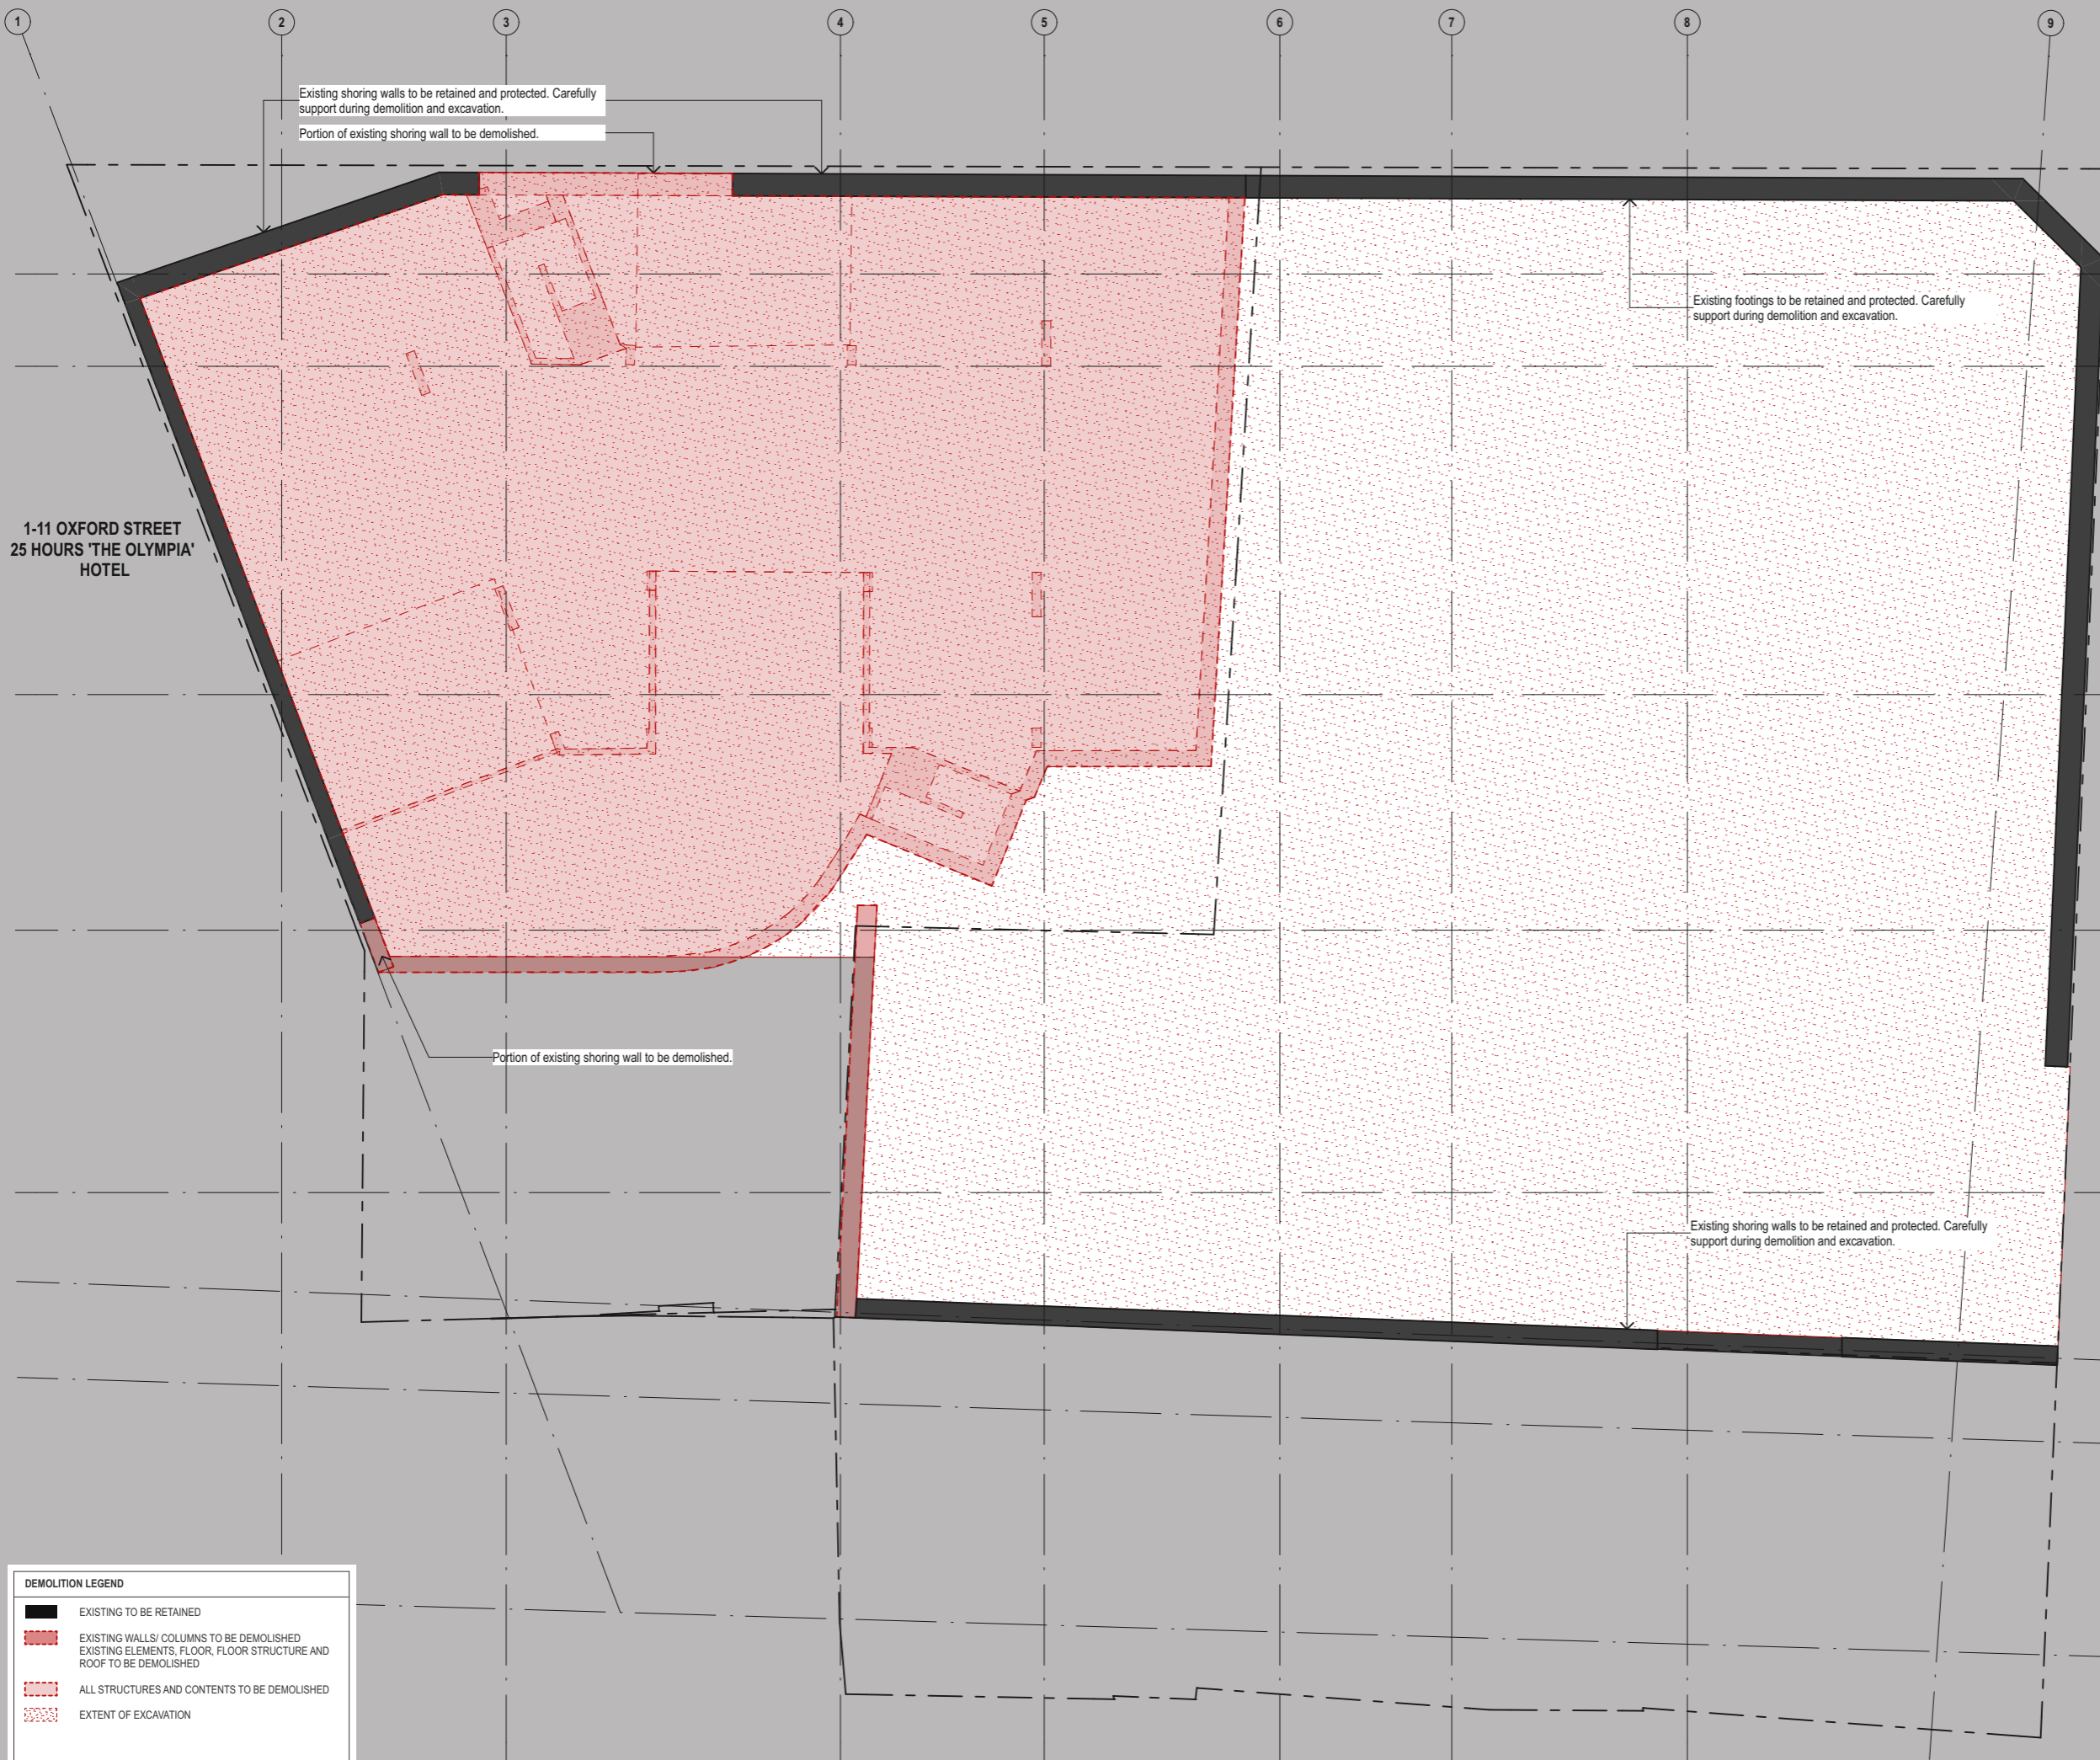 1 2 3 4 5 6 7 8 9
Existing shoring walls to be retained and protected. Carefully
support during demolition and excavation.
Portion of existing shoring wall to be demolished.
Existing footings to be retained and protected. Carefully
support during demolition and excavation.
1-11 OXFORD STREET
25 HOURS 'THE OLYMPIA'
HOTEL
Portion of existing shoring wall to be demolished.
Existing shoring walls to be retained and protected. Carefully
support during demolition and excavation.
DEMOLITION LEGEND
EXISTING TO BE RETAINED
EXISTING WALLS/ COLUMNS TO BE DEMOLISHED
EXISTING ELEMENTS, FLOOR, FLOOR STRUCTURE AND
ROOF TO BE DEMOLISHED
ALL STRUCTURES AND CONTENTS TO BE DEMOLISHED
EXTENT OF EXCAVATION